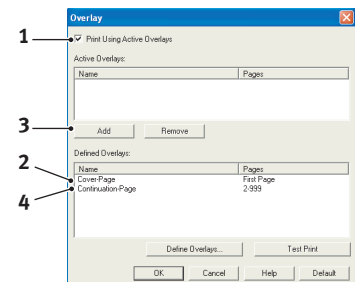 Overlay
1
Print Using Active Overlays
Active Overlays:
Name Pages
3
Add Remove
Defined Overlays:
Name Pages
2
Cover-Page First Page
4
Continuation-Page 2-999
Define Overlays... Test Print
OK Cancel Help Default